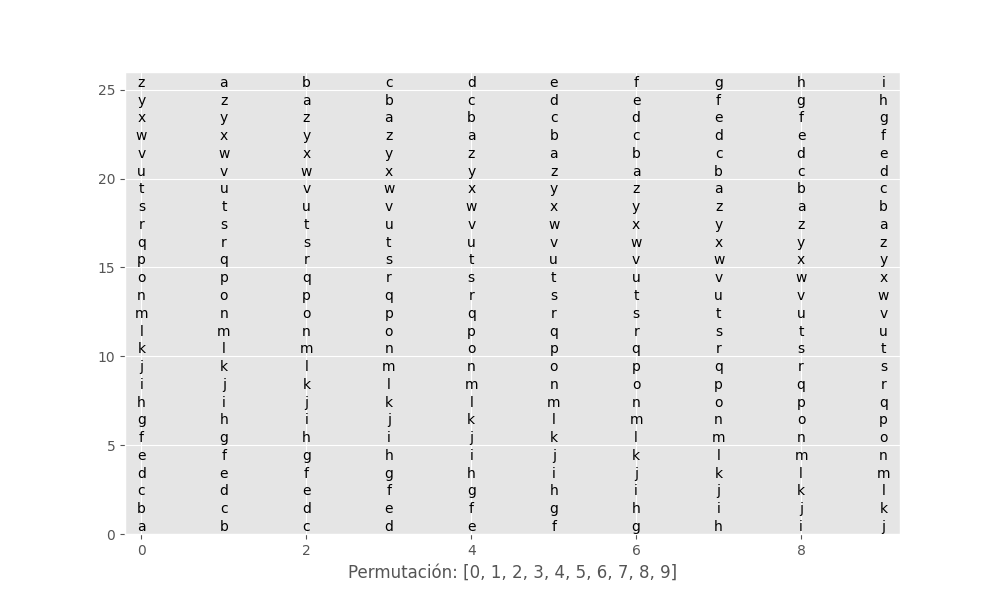 z a b c d e f g h i
25
y z a b c d e f g h
x y z a b c d e f g
w x y z a b c d e f
v w x y z a b c d e
u v w x y z a b c d
20
t u v w x y z a b c
s t u v w x y z a b
r s t u v w x y z a
q r s t u v w x y z
15
p q r s t u v w x y
o p q r s t u v w x
n o p q r s t u v w
m n o p q r s t u v
l m n o p q r s t u
k l m n o p q r s t
10
j k l m n o p q r s
i j k l m n o p q r
h i j k l m n o p q
g h i j k l m n o p
f g h i j k l m n o
5
e f g h i j k l m n
d e f g h i j k l m
c d e f g h i j k l
b c d e f g h i j k
a b c d e f g h i j
0
0 2 4 6 8
Permutación: [0, 1, 2, 3, 4, 5, 6, 7, 8, 9]